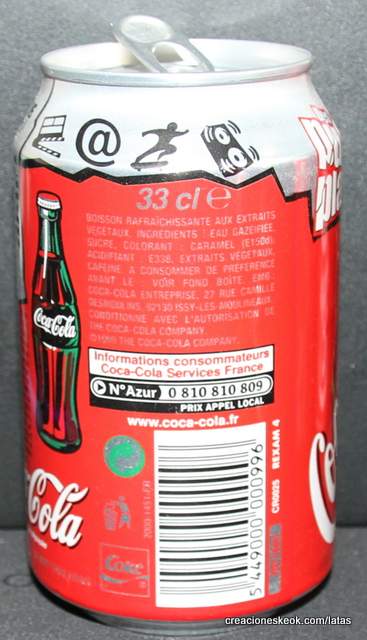 @
33 cl e
BOISSON RAFRAÎCHISSANTE AUX EXTRAITS
VEGETAUX. INGREDIENTS : EAU GAZEIFIEE,
SUCRE, COLORANT : CARAMEL (E150d)
ACIDIFIANT : E338, EXTRAITS VEGETAUX,
CAFEINE. A CONSOMMER DE PREFERENCE
AVANT LE : VOIR FOND BOITE. EMB.
COCA-COLA ENTREPRISE, 27 RUE CAMILLE
DESMOULINS, 92130 ISSY-LES-MOULINEAUX.
CONDITIONNE AVEC L'AUTORISATION DE
THE COCA-COLA COMPANY.
THE COCA-COLA COMPANY.
Coca-Cola
Informations consommateurs
Coca-Cola Services France
N°Azur 0 810 810 809
PRIX APPEL LOCAL
www.coca-cola.fr
5 449000 000996
REXAM 4
Cola
Coke
creacioneskeok.com/latas